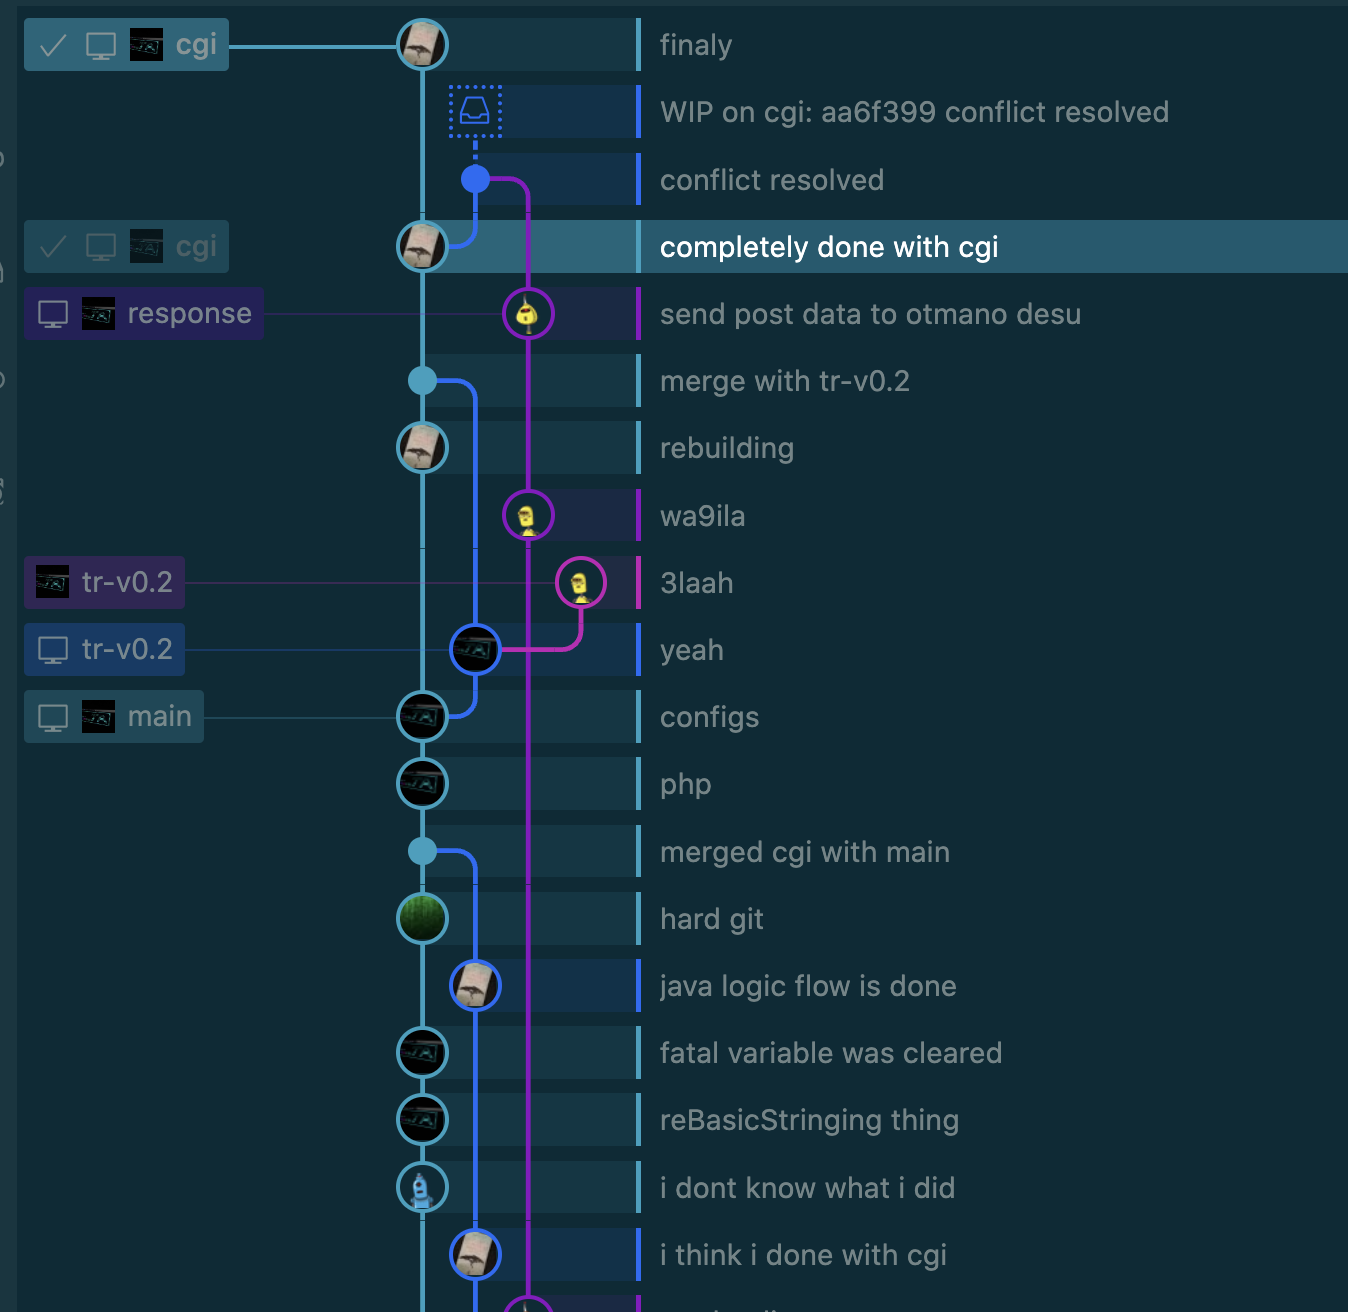 cgi finaly
WIP on cgi: aa6f399 conflict resolved
conflict resolved
cgi completely done with cgi
response send post data to otmano desu
merge with tr-v0.2
rebuilding
wa9ila
tr-v0.2 3laah
tr-v0.2 yeah
main configs
php
merged cgi with main
hard git
java logic flow is done
fatal variable was cleared
reBasicStringing thing
i dont know what i did
i think i done with cgi